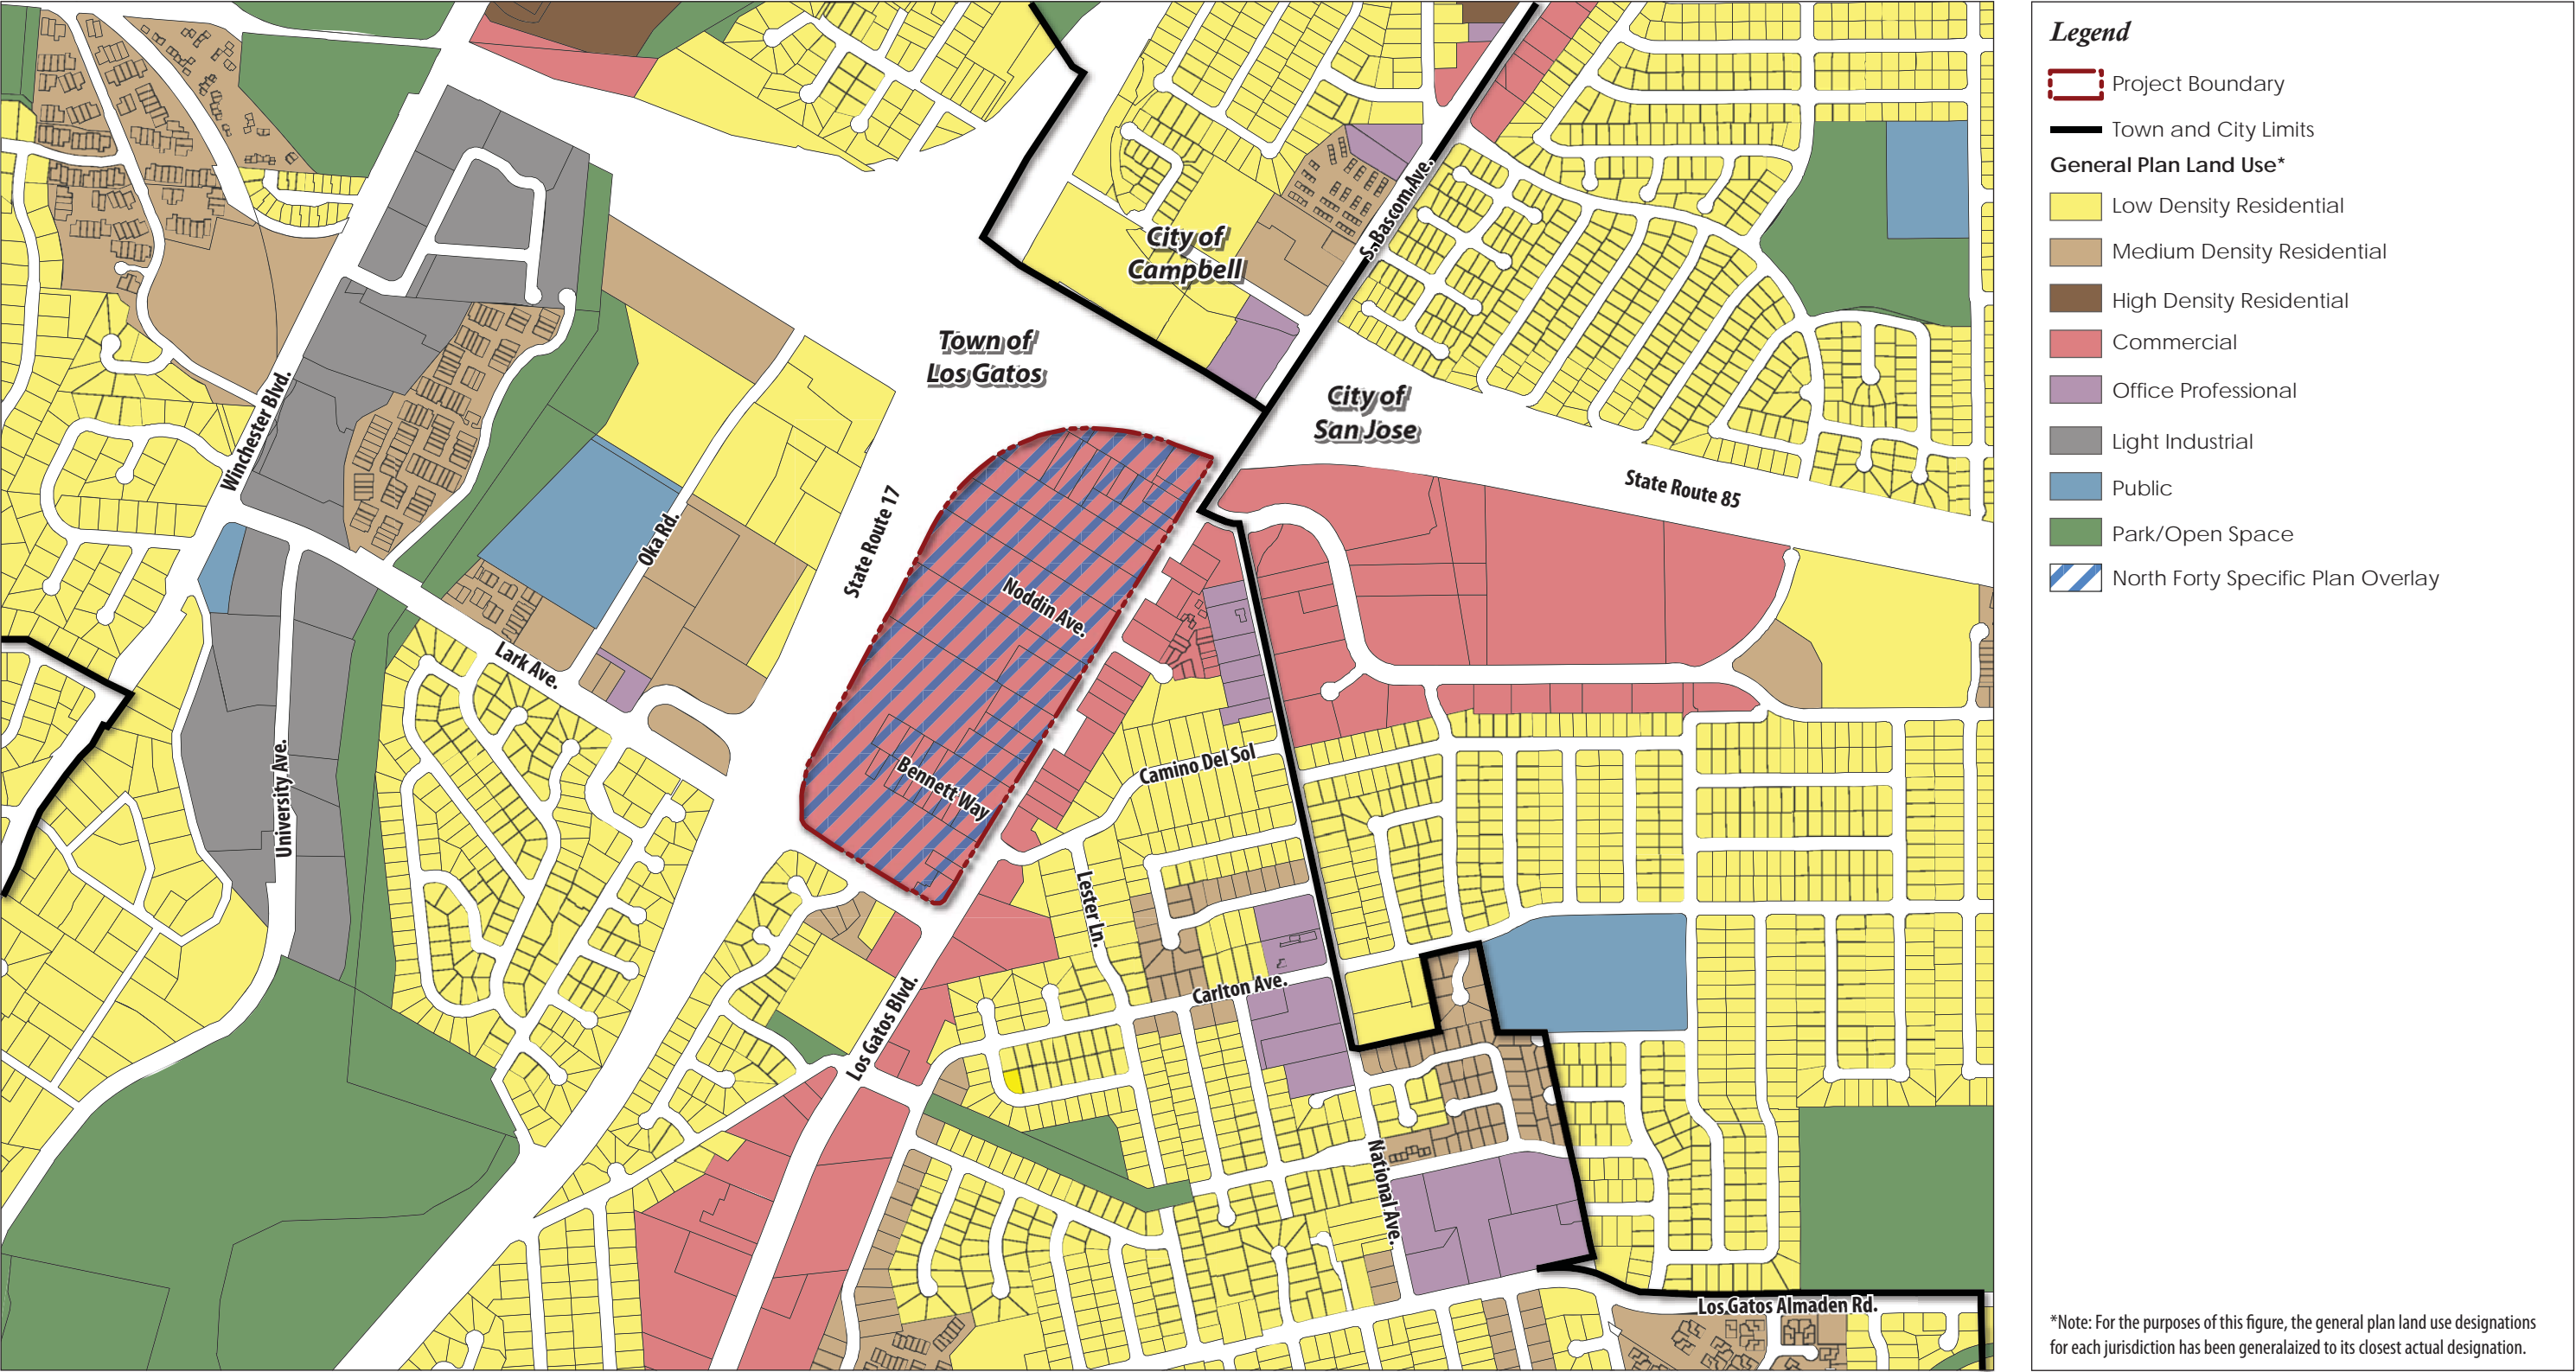 City of
Campbell
Town of
Los Gatos
City of
San Jose
S. Bascom Ave.
Winchester Blvd.
State Route 85
State Route 17
Oka Rd.
Noddin Ave.
Lark Ave.
Camino Del Sol
Bennett Way
University Ave.
Lester Ln.
Carlton Ave.
Los Gatos Blvd.
National Ave.
Los Gatos Almaden Rd.
Legend
Project Boundary
Town and City Limits
General Plan Land Use*
Low Density Residential
Medium Density Residential
High Density Residential
Commercial
Office Professional
Light Industrial
Public
Park/Open Space
North Forty Specific Plan Overlay
*Note: For the purposes of this figure, the general plan land use designations
for each jurisdiction has been generalaized to its closest actual designation.